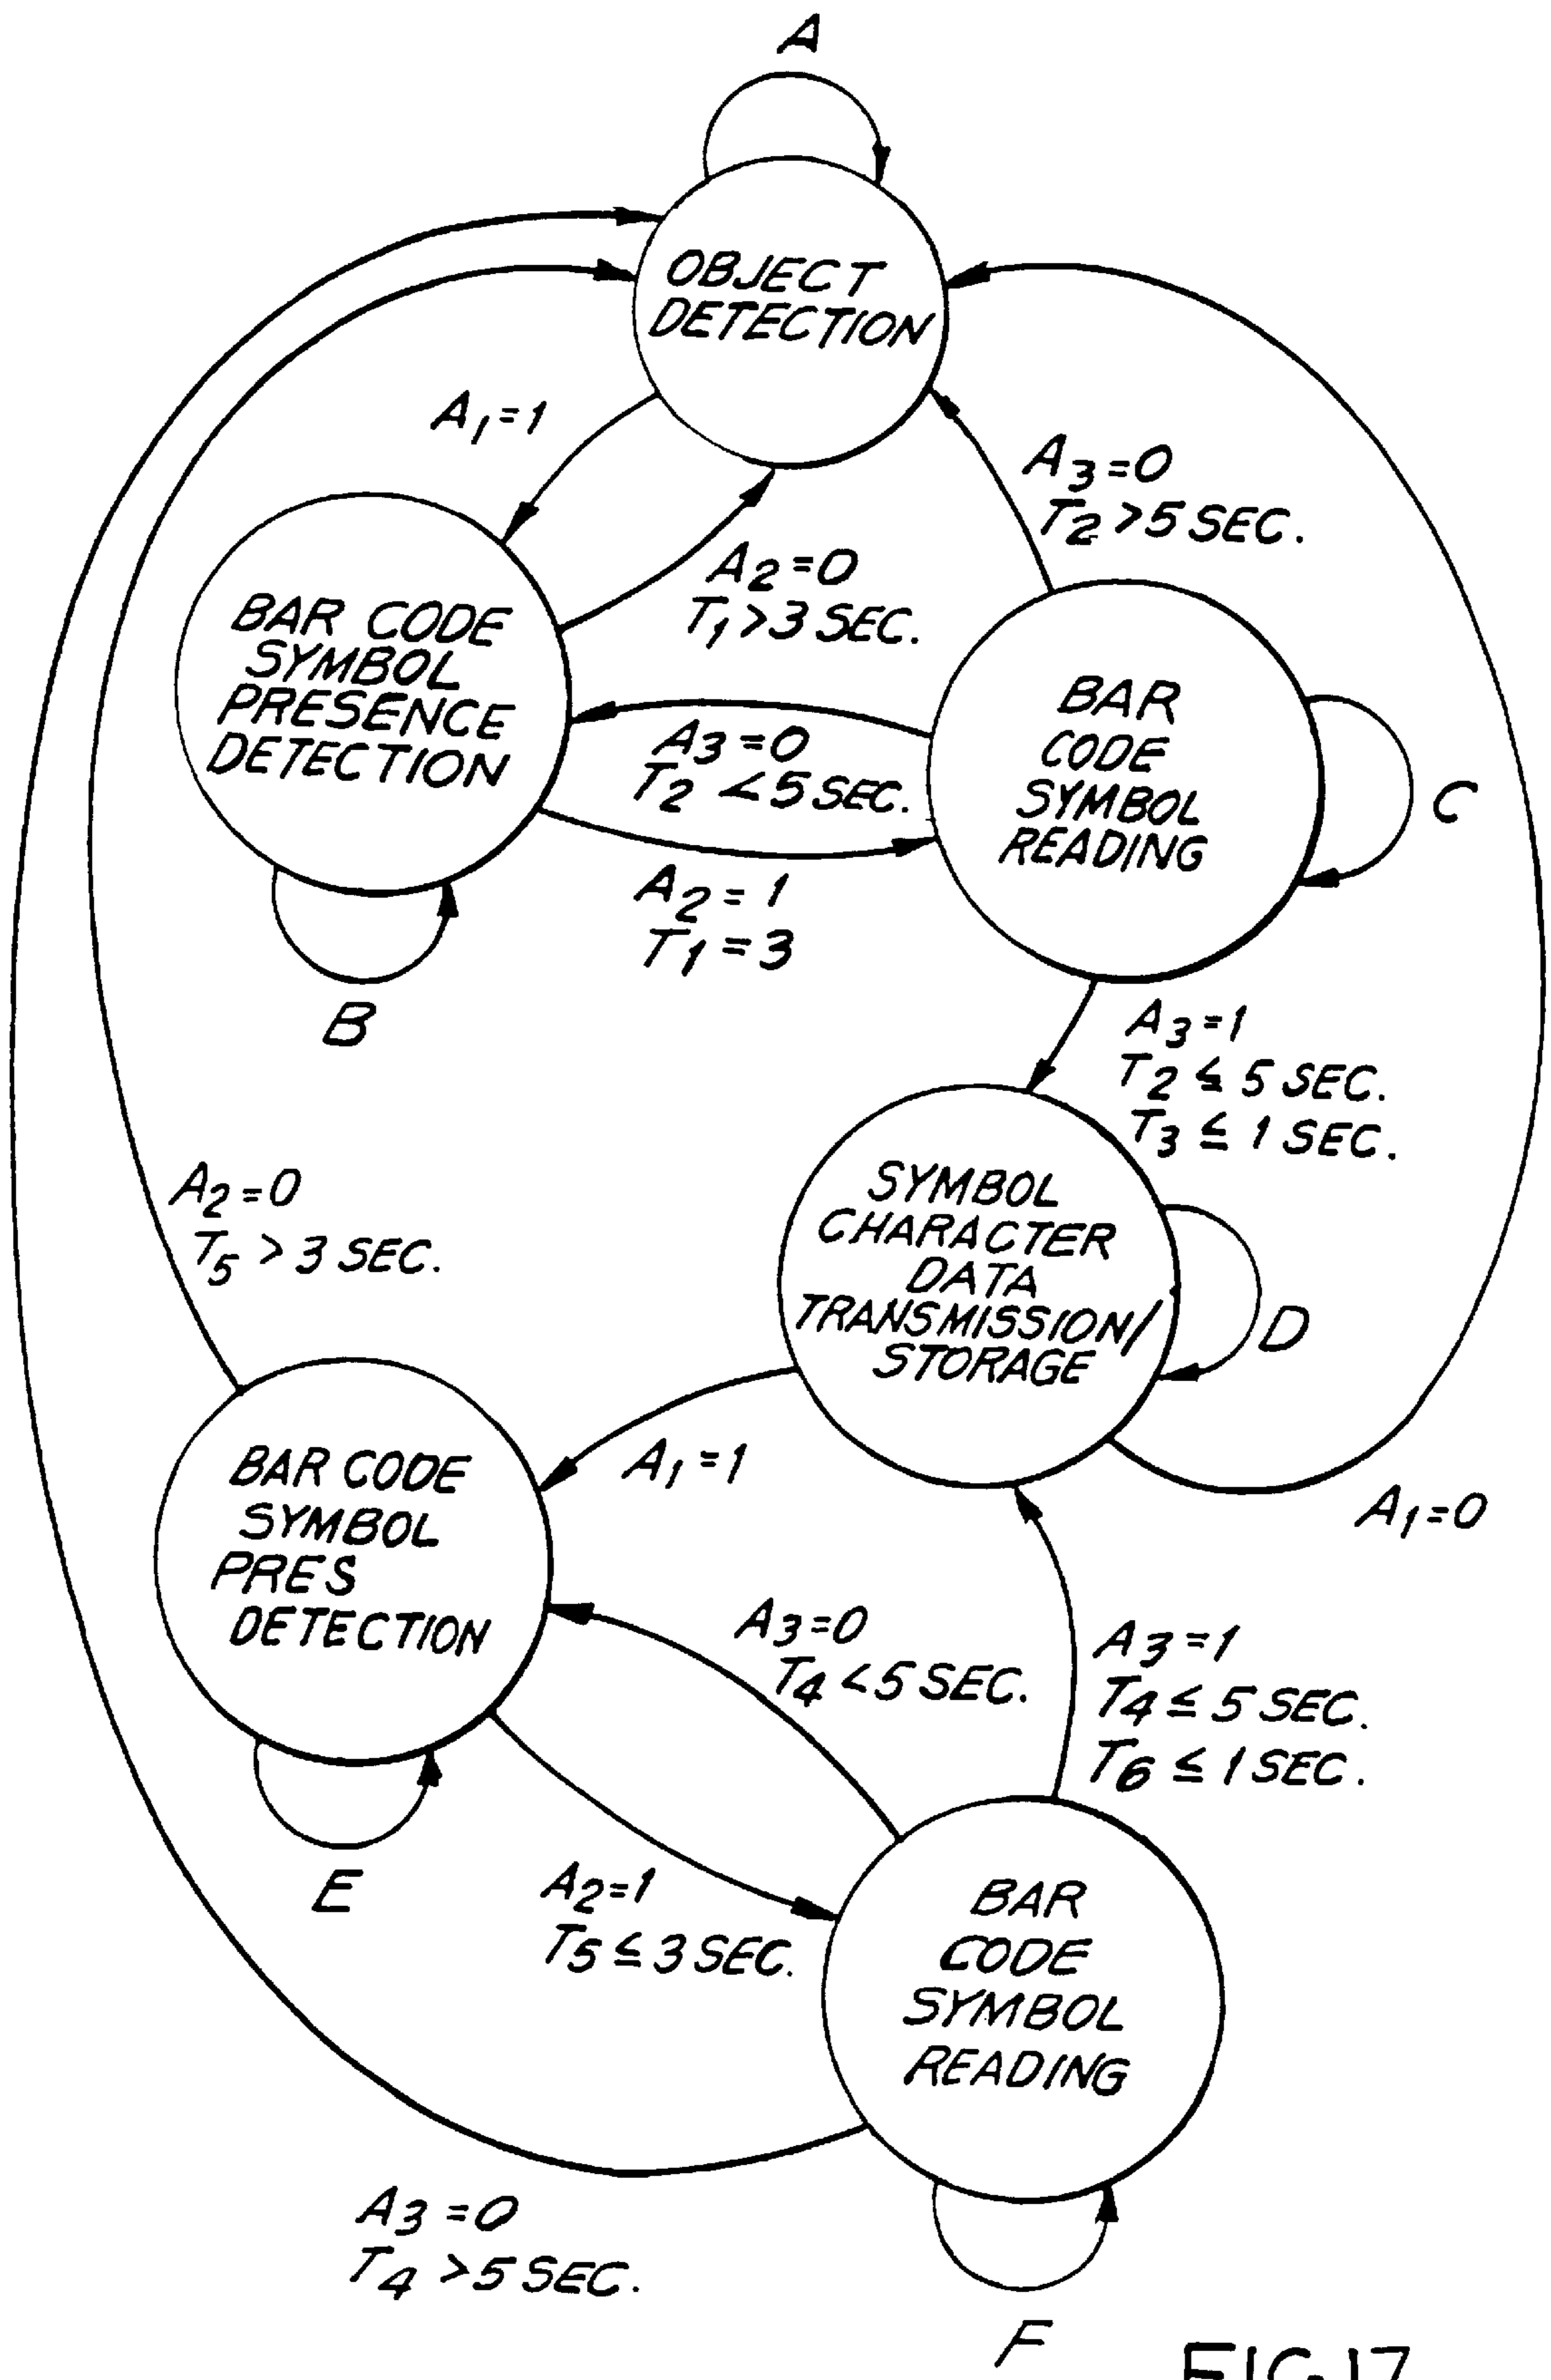 A
OBJECT
DETECTION
A1=1
A3=0
T2>5 SEC.
A2=0
T1>3 SEC.
BAR CODE
SYMBOL
PRESENCE
DETECTION
BAR
CODE
SYMBOL
READING
A3=0
T2<5 SEC.
C
A2=1
T1=3
B
A3=1
T2≤5 SEC.
T3≤1 SEC.
A2=0
T5>3 SEC.
SYMBOL
CHARACTER
DATA
TRANSMISSION/
STORAGE
D
A1=1
A1=0
BAR CODE
SYMBOL
PRES
DETECTION
A3=0
T4<5 SEC.
A3=1
T4≤5 SEC.
T6≤1 SEC.
E
A2=1
T5≤3 SEC.
BAR
CODE
SYMBOL
READING
A3=0
T4>5 SEC.
F
FIG.17